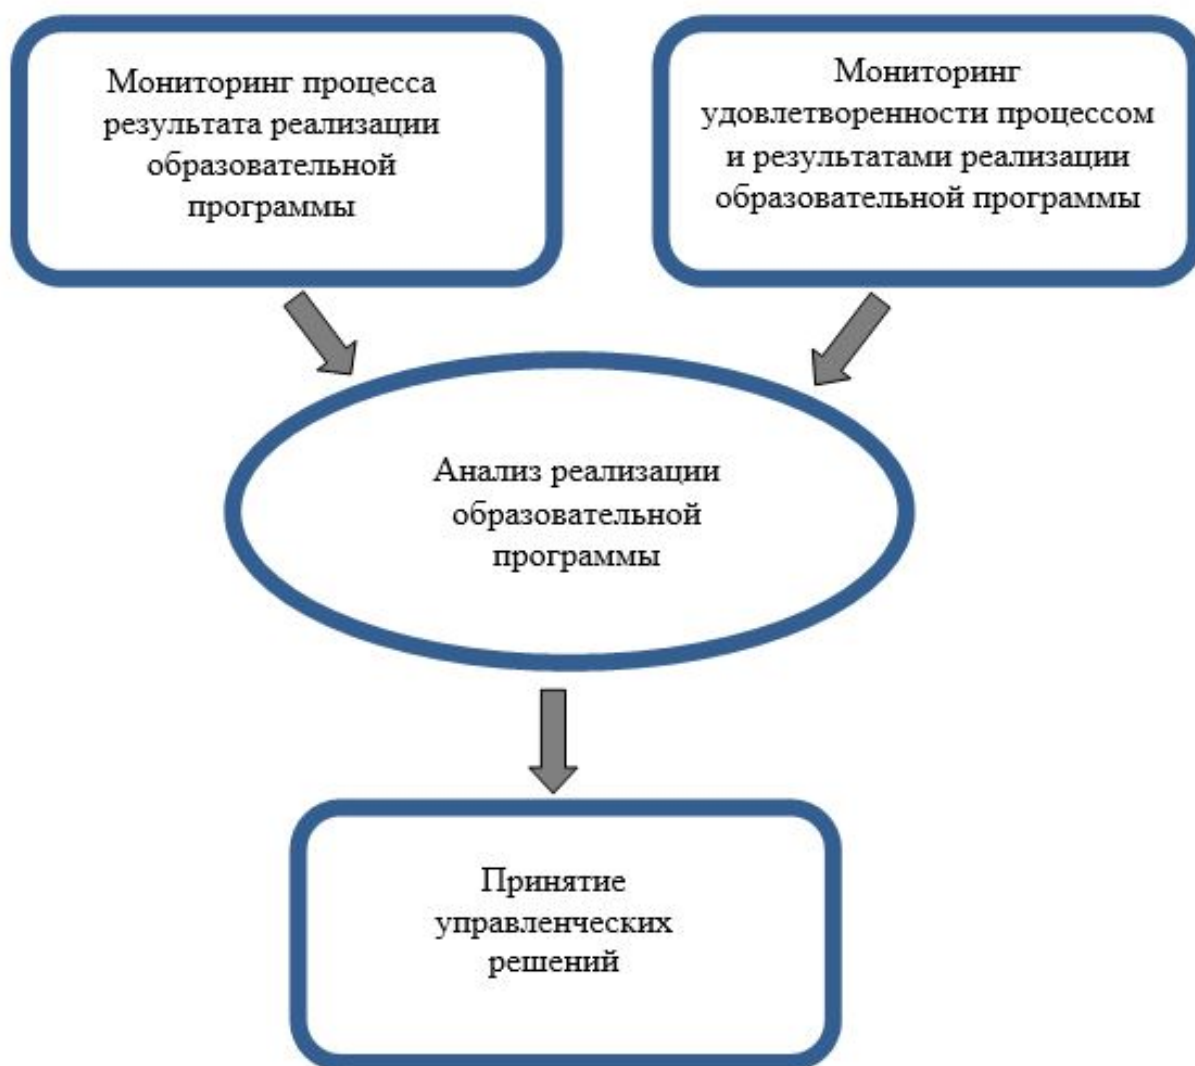 Мониторинг процесса
результата реализации
образовательной
программы
Мониторинг
удовлетворенности процессом
и результатами реализации
образовательной программы
Анализ реализации
образовательной
программы
Принятие
управленческих
решений